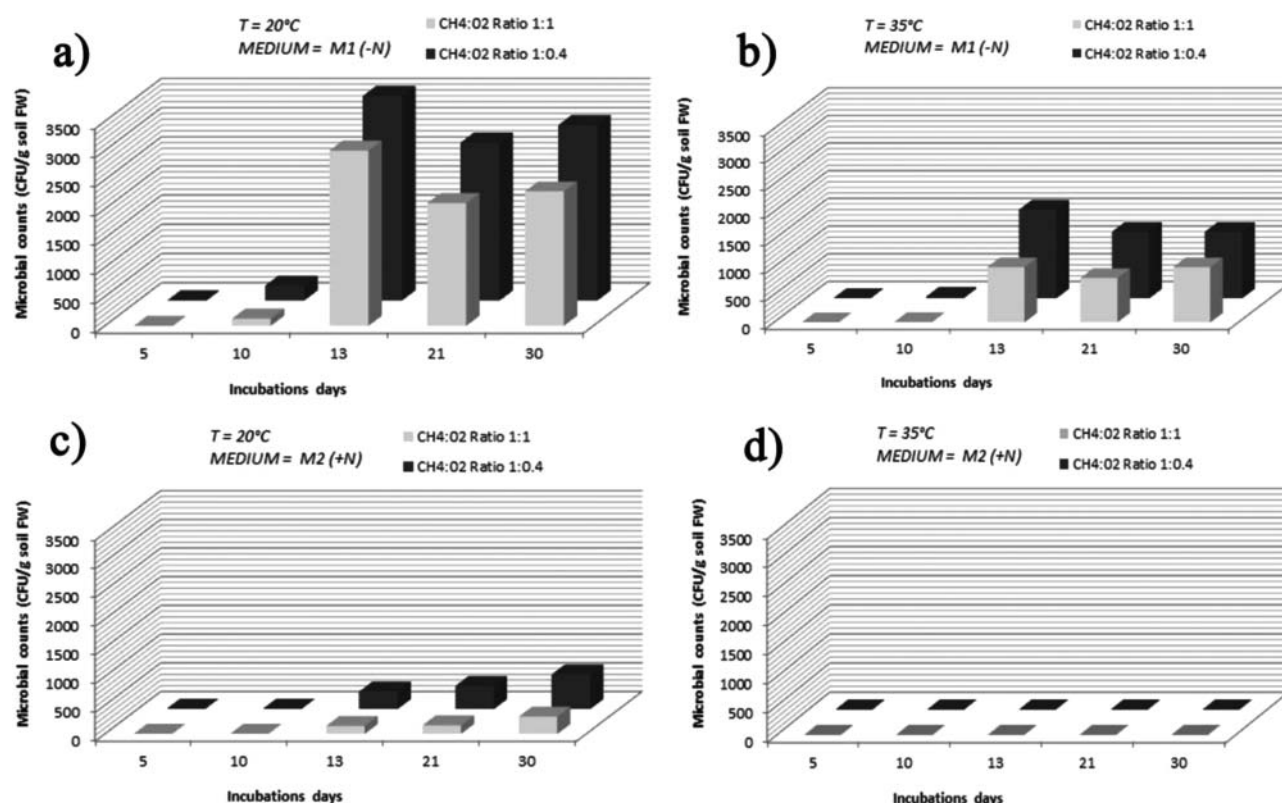 a)
T = 20°C
MEDIUM = M1 (-N)
CH4:02 Ratio 1:1
CH4:02 Ratio 1:0.4
Microbial counts (CFU/g soil FW)
3500
3000
2500
2000
1500
1000
500
0
5 10 13 21 30
Incubations days
b)
T = 35°C
MEDIUM = M1 (-N)
CH4:02 Ratio 1:1
CH4:02 Ratio 1:0.4
Microbial counts (CFU/g soil FW)
3500
3000
2500
2000
1500
1000
500
0
5 10 13 21 30
Incubations days
c)
T = 20°C
MEDIUM = M2 (+N)
CH4:02 Ratio 1:1
CH4:02 Ratio 1:0.4
Microbial counts (CFU/g soil FW)
3500
3000
2500
2000
1500
1000
500
0
5 10 13 21 30
Incubations days
d)
T = 35°C
MEDIUM = M2 (+N)
CH4:02 Ratio 1:1
CH4:02 Ratio 1:0.4
Microbial counts (CFU/g soil FW)
3500
3000
2500
2000
1500
1000
500
0
5 10 13 21 30
Incubations days